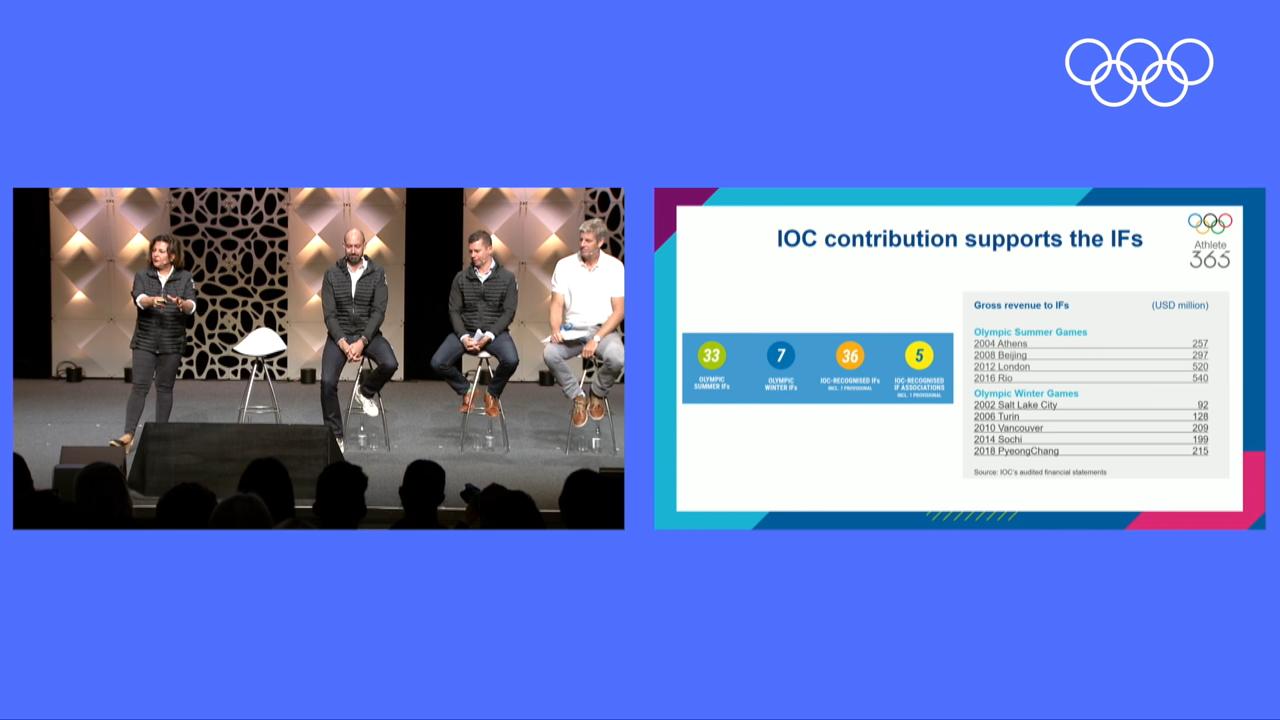 IOC contribution supports the IFs
Athlete
365
33
OLYMPIC
SUMMER IFs
7
OLYMPIC
WINTER IFs
36
IOC-RECOGNISED IFs
INCL. 1 PROVISIONAL
5
IOC-RECOGNISED
IF ASSOCIATIONS
INCL. 1 PROVISIONAL
Gross revenue to IFs (USD million)
Olympic Summer Games
2004 Athens 257
2008 Beijing 297
2012 London 520
2016 Rio 540
Olympic Winter Games
2002 Salt Lake City 92
2006 Turin 128
2010 Vancouver 209
2014 Sochi 199
2018 PyeongChang 215
Source: IOC's audited financial statements